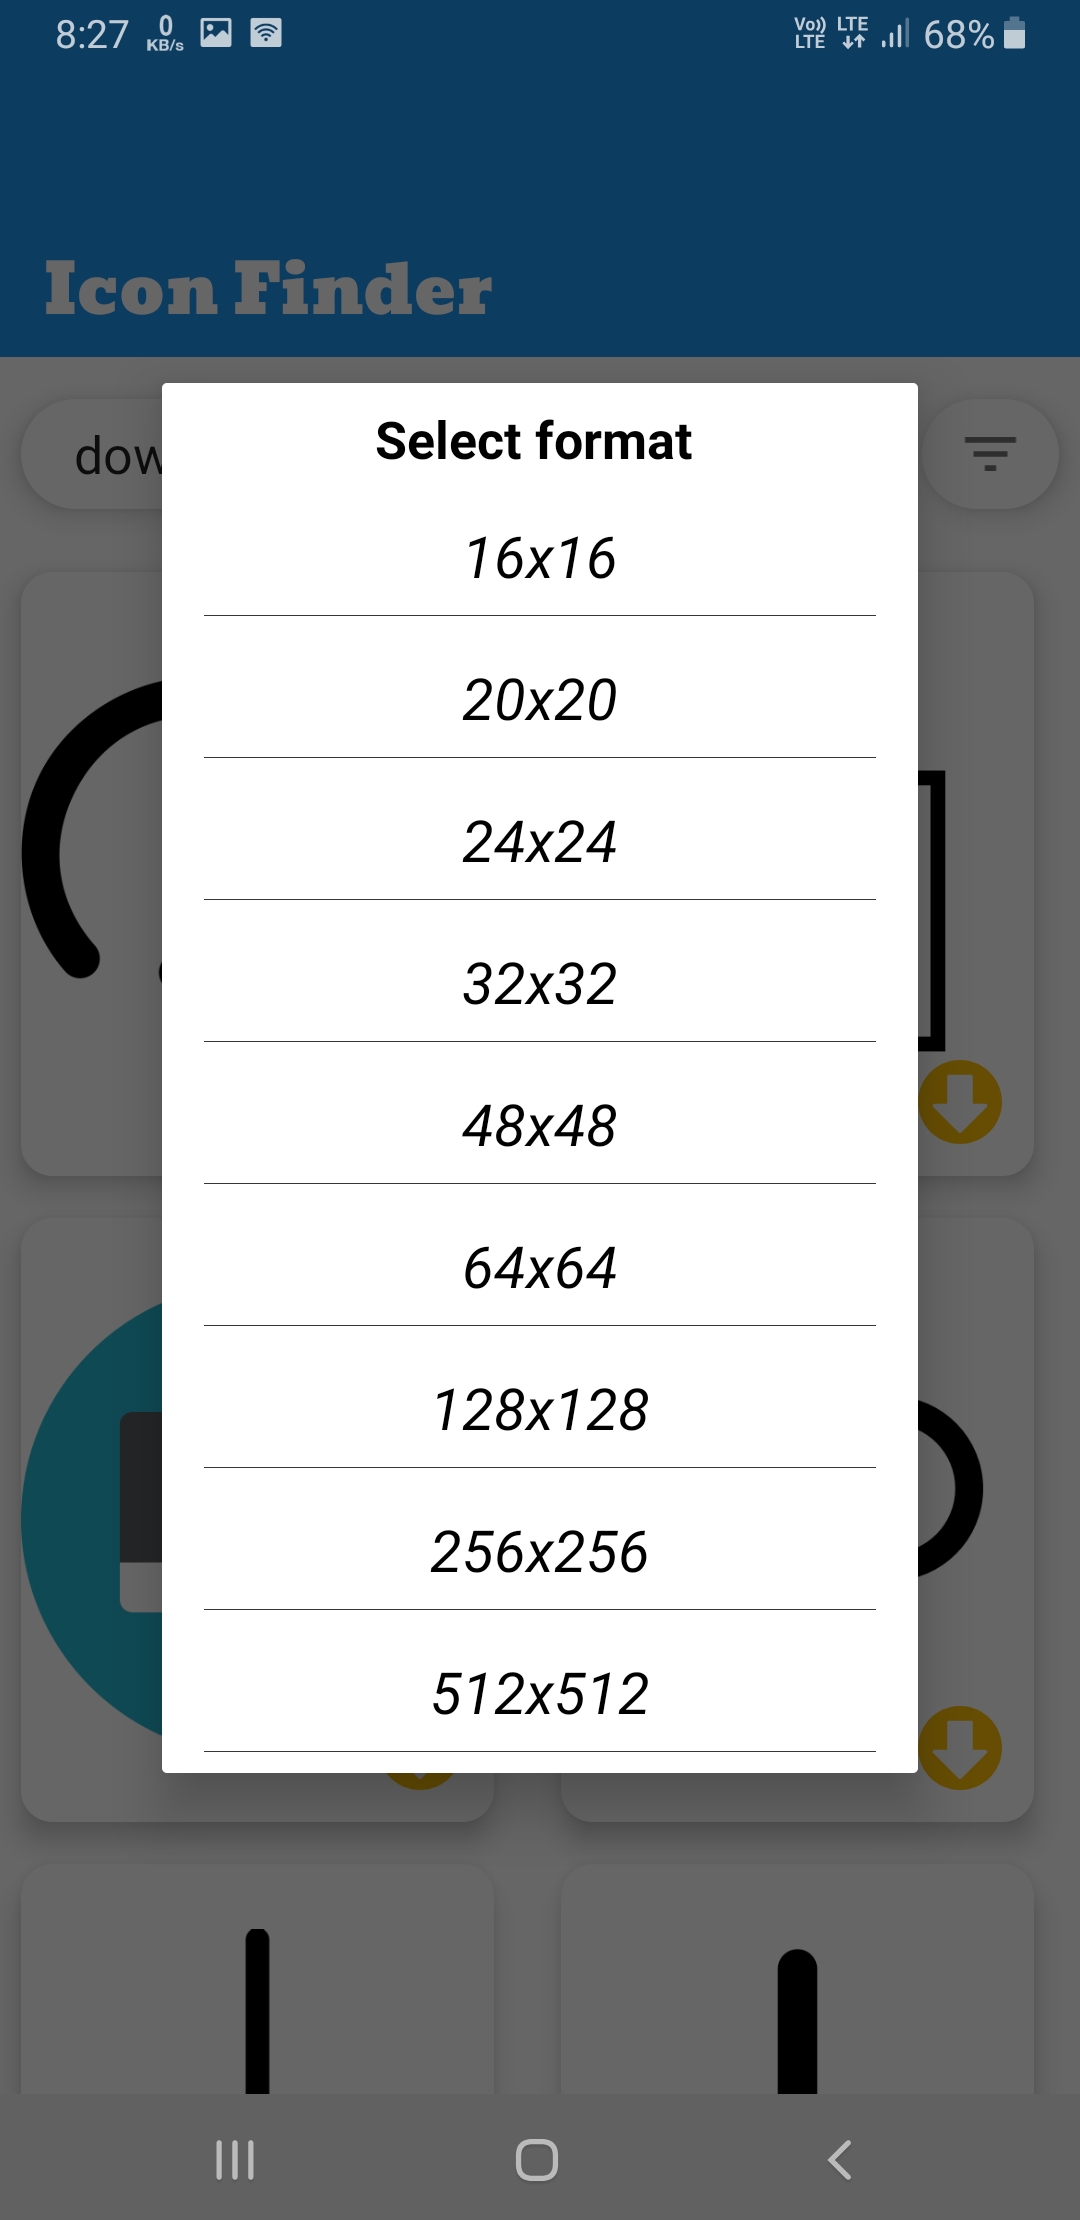 8:27 0 KB/s Vo)) LTE LTE 68%
Icon Finder
dow
Select format
16x16
20x20
24x24
32x32
48x48
64x64
128x128
256x256
512x512